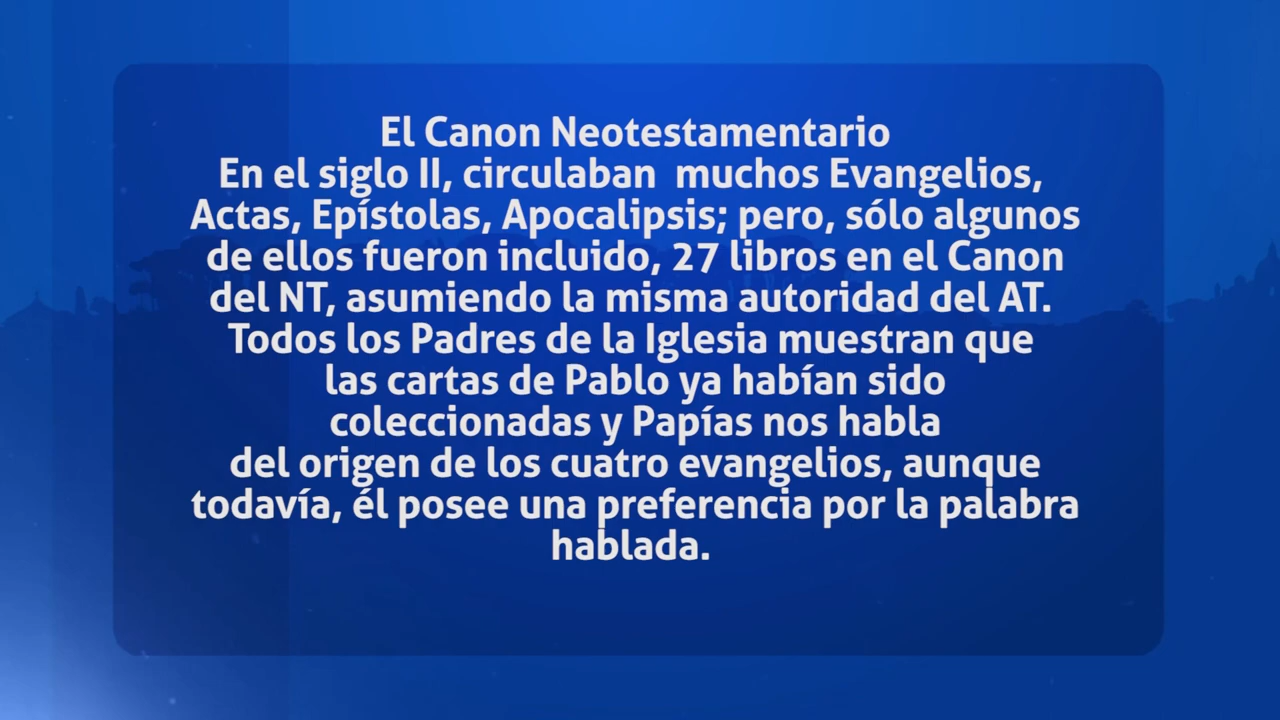 El Canon Neotestamentario
En el siglo II, circulaban  muchos Evangelios,
Actas, Epístolas, Apocalipsis; pero, sólo algunos
de ellos fueron incluido, 27 libros en el Canon
del NT, asumiendo la misma autoridad del AT.
Todos los Padres de la Iglesia muestran que
las cartas de Pablo ya habían sido
coleccionadas y Papías nos habla
del origen de los cuatro evangelios, aunque
todavía, él posee una preferencia por la palabra
hablada.